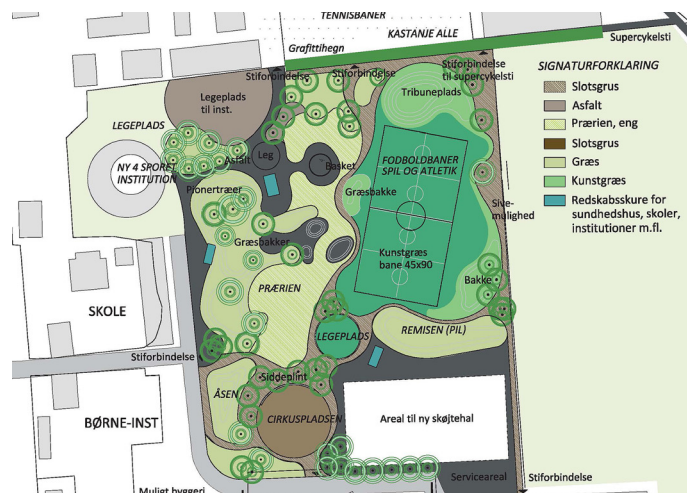 TENNISBANER
KASTANJE ALLE
Supercykelsti
Grafittihegn
Stiforbindelse
Stiforbindelse
Stiforbindelse
til supercykelsti
SIGNATURFORKLARING
Slotsgrus
Asfalt
Prærien, eng
Slotsgrus
Græs
Kunstgræs
Redskabsskure for
sundhedshus, skoler,
institutioner m.fl.
Legeplads
til inst.
Tribuneplads
LEGEPLADS
Asfalt
Leg
Basket
FODBOLDBANER
SPIL OG ATLETIK
NY 4 SPORET
INSTITUTION
Pionertræer
Græsbakke
Sive-
mulighed
Græsbakker
Kunstgræs
bane 45x90
Bakke
PRÆRIEN
SKOLE
LEGEPLADS
REMISEN (PIL)
Stiforbindelse
Siddeplint
ÅSEN
BØRNE-INST
CIRKUSPLADSEN
Areal til ny skøjtehal
Serviceareal
Stiforbindelse
Muligt byggeri